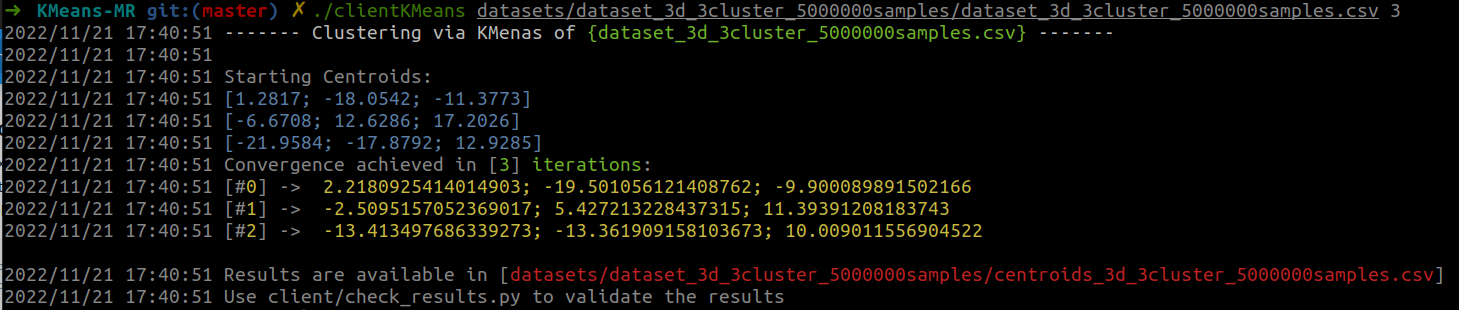 ➜ KMeans-MR git:(master) ✗ ./clientKMeans datasets/dataset_3d_3cluster_5000000samples/dataset_3d_3cluster_5000000samples.csv 3
2022/11/21 17:40:51 ------- Clustering via KMenas of {dataset_3d_3cluster_5000000samples.csv} -------
2022/11/21 17:40:51
2022/11/21 17:40:51 Starting Centroids:
2022/11/21 17:40:51 [1.2817; -18.0542; -11.3773]
2022/11/21 17:40:51 [-6.6708; 12.6286; 17.2026]
2022/11/21 17:40:51 [-21.9584; -17.8792; 12.9285]
2022/11/21 17:40:51 Convergence achieved in [3] iterations:
2022/11/21 17:40:51 [#0] -> 2.2180925414014903; -19.501056121408762; -9.900089891502166
2022/11/21 17:40:51 [#1] -> -2.5095157052369017; 5.427213228437315; 11.39391208183743
2022/11/21 17:40:51 [#2] -> -13.413497686339273; -13.361909158103673; 10.009011556904522
2022/11/21 17:40:51 Results are available in [datasets/dataset_3d_3cluster_5000000samples/centroids_3d_3cluster_5000000samples.csv]
2022/11/21 17:40:51 Use client/check_results.py to validate the results